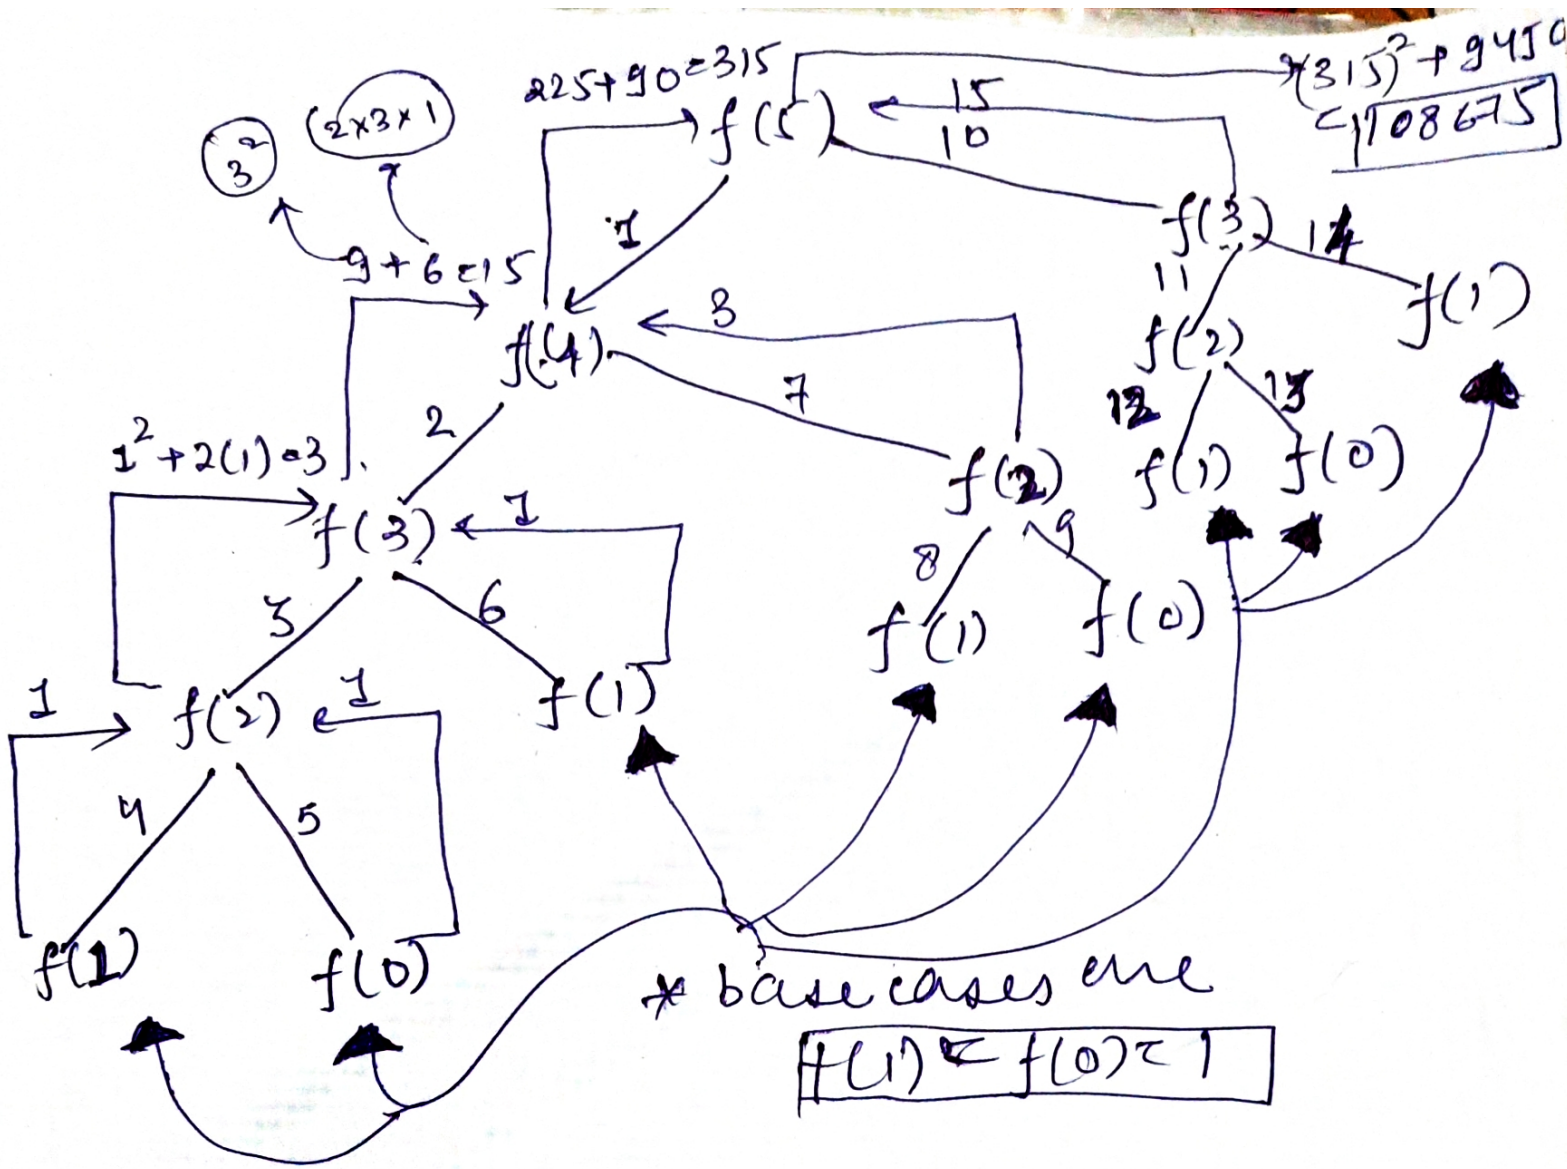 225+90=315
(315)² + 9450
=108675
3²
(2×3×1)
f(5)
15
10
1
f(3)
14
9+6=15
11
f(1)
f(4)
3
f(2)
7
12
13
2
1²+2(1)=3
f(2)
f(1)
f(0)
f(3)
1
8
9
3
6
f(1)
f(0)
1
f(2)
1
f(1)
4
5
f(1)
f(0)
* base cases are
f(1) = f(0) = 1